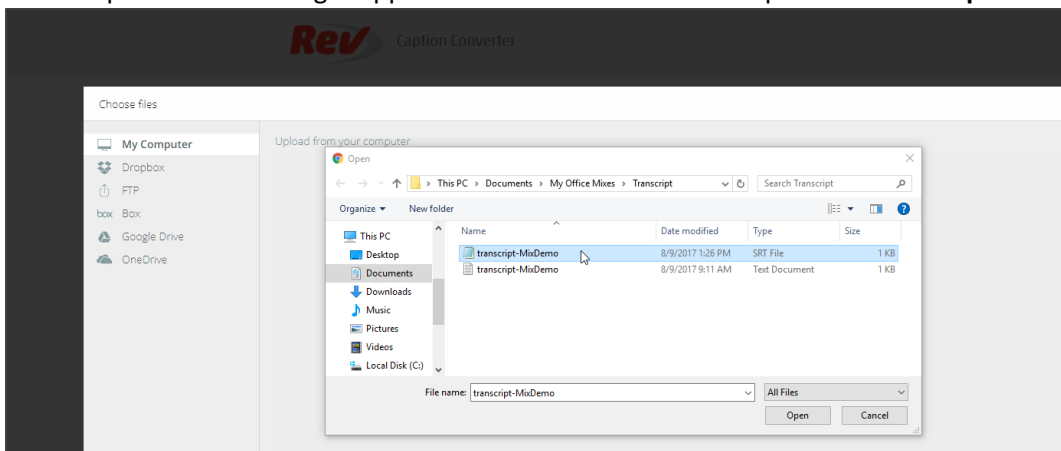 Rev Caption Converter
Choose files
My Computer
Dropbox
FTP
box Box
Google Drive
OneDrive
Upload from your computer
Open
This PC > Documents > My Office Mixes > Transcript
Search Transcript
Organize
New folder
Name
Date modified
Type
Size
This PC
Desktop
Documents
Downloads
Music
Pictures
Videos
Local Disk (C:)
transcript-MixDemo 8/9/2017 1:26 PM SRT File 1 KB
transcript-MixDemo 8/9/2017 9:11 AM Text Document 1 KB
File name: transcript-MixDemo
All Files
Open
Cancel